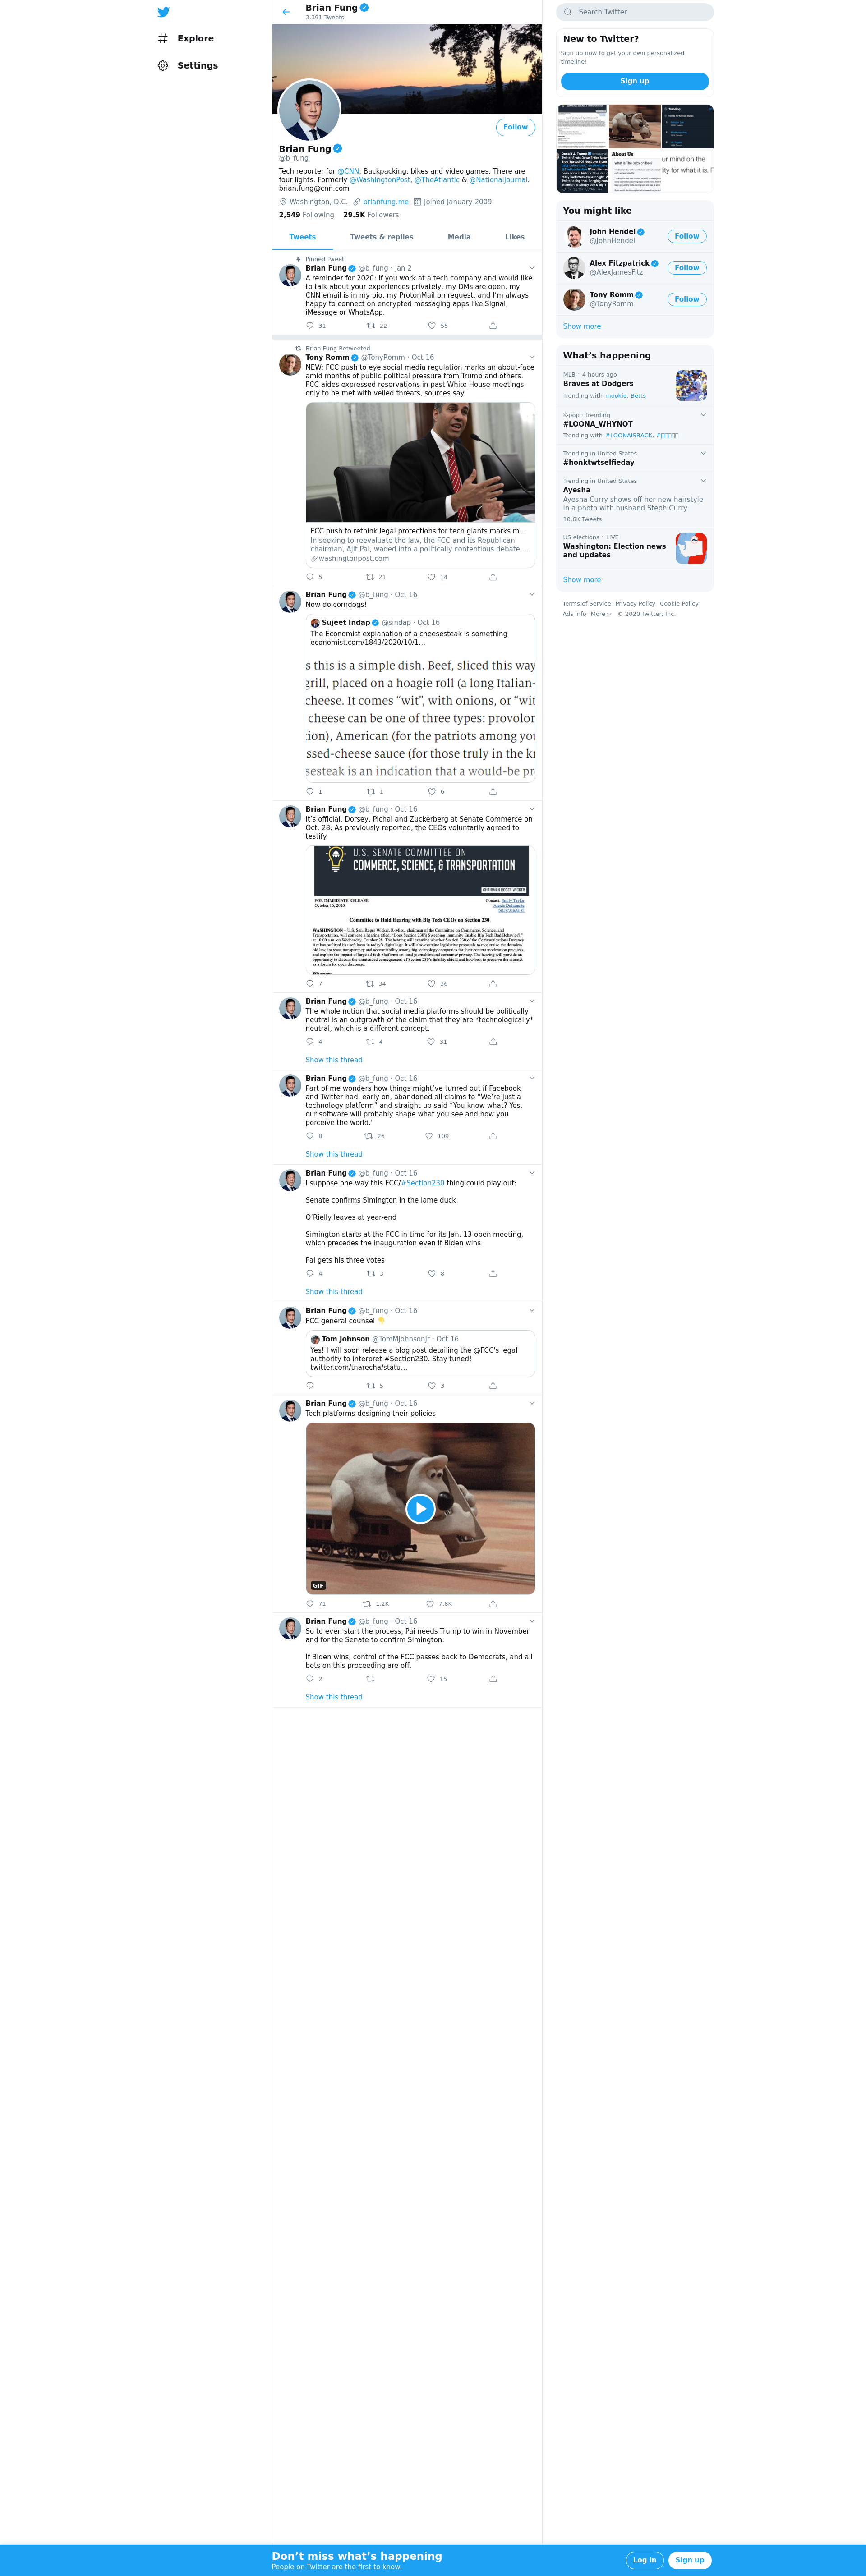 Explore
Settings
Brian Fung
3,391 Tweets
Follow
Brian Fung
@b_fung
Tech reporter for @CNN. Backpacking, bikes and video games. There are
four lights. Formerly @WashingtonPost, @TheAtlantic & @NationalJournal.
brian.fung@cnn.com
Washington, D.C. brianfung.me Joined January 2009
2,549 Following 29.5K Followers
Tweets Tweets & replies Media Likes
Pinned Tweet
Brian Fung @b_fung · Jan 2
A reminder for 2020: If you work at a tech company and would like
to talk about your experiences privately, my DMs are open, my
CNN email is in my bio, my ProtonMail on request, and I'm always
happy to connect on encrypted messaging apps like Signal,
iMessage or WhatsApp.
31 22 55
Brian Fung Retweeted
Tony Romm @TonyRomm · Oct 16
NEW: FCC push to eye social media regulation marks an about-face
amid months of public political pressure from Trump and others.
FCC aides expressed reservations in past White House meetings
only to be met with veiled threats, sources say
FCC push to rethink legal protections for tech giants marks m...
In seeking to reevaluate the law, the FCC and its Republican
chairman, Ajit Pai, waded into a politically contentious debate ...
washingtonpost.com
5 21 14
Brian Fung @b_fung · Oct 16
Now do corndogs!
Sujeet Indap @sindap · Oct 16
The Economist explanation of a cheesesteak is something
economist.com/1843/2020/10/1...
s this is a simple dish. Beef, sliced this way
grill, placed on a hoagie roll (a long Italian-
cheese. It comes “wit”, with onions, or “wit
cheese can be one of three types: provolon
ion), American (for the patriots among you
ssed-cheese sauce (for those truly in the kn
sesteak is an indication that a would-be pr
1 1 6
Brian Fung @b_fung · Oct 16
It's official. Dorsey, Pichai and Zuckerberg at Senate Commerce on
Oct. 28. As previously reported, the CEOs voluntarily agreed to
testify.
U.S. SENATE COMMITTEE ON
COMMERCE, SCIENCE, & TRANSPORTATION
CHAIRMAN ROGER WICKER
FOR IMMEDIATE RELEASE
October 16, 2020
Contact: Emily Taylor
Committee to Hold Hearing with Big Tech CEOs on Section 230
7 34 36
Brian Fung @b_fung · Oct 16
The whole notion that social media platforms should be politically
neutral is an outgrowth of the claim that they are *technologically*
neutral, which is a different concept.
4 4 31
Show this thread
Brian Fung @b_fung · Oct 16
Part of me wonders how things might've turned out if Facebook
and Twitter had, early on, abandoned all claims to “We're just a
technology platform” and straight up said “You know what? Yes,
our software will probably shape what you see and how you
perceive the world."
8 26 109
Show this thread
Brian Fung @b_fung · Oct 16
I suppose one way this FCC/#Section230 thing could play out:
Senate confirms Simington in the lame duck
O'Rielly leaves at year-end
Simington starts at the FCC in time for its Jan. 13 open meeting,
which precedes the inauguration even if Biden wins
Pai gets his three votes
4 3 8
Show this thread
Brian Fung @b_fung · Oct 16
FCC general counsel 👇
Tom Johnson @TomMJohnsonJr · Oct 16
Yes! I will soon release a blog post detailing the @FCC's legal
authority to interpret #Section230. Stay tuned!
twitter.com/tnarecha/statu...
5 3
Brian Fung @b_fung · Oct 16
Tech platforms designing their policies
GIF
71 1.2K 7.8K
Brian Fung @b_fung · Oct 16
So to even start the process, Pai needs Trump to win in November
and for the Senate to confirm Simington.
If Biden wins, control of the FCC passes back to Democrats, and all
bets on this proceeding are off.
2 15
Show this thread
Search Twitter
New to Twitter?
Sign up now to get your own personalized
timeline!
Sign up
About Us
ur mind on the
lity for what it is. F
You might like
John Hendel
@JohnHendel
Follow
Alex Fitzpatrick
@AlexJamesFitz
Follow
Tony Romm
@TonyRomm
Follow
Show more
What's happening
MLB · 4 hours ago
Braves at Dodgers
Trending with mookie, Betts
K-pop · Trending
#LOONA_WHYNOT
Trending with #LOONAISBACK,
Trending in United States
#honktwtselfieday
Trending in United States
Ayesha
Ayesha Curry shows off her new hairstyle
in a photo with husband Steph Curry
10.6K Tweets
US elections · LIVE
Washington: Election news
and updates
Show more
Terms of Service Privacy Policy Cookie Policy
Ads info More © 2020 Twitter, Inc.
Don't miss what's happening
People on Twitter are the first to know.
Log in
Sign up